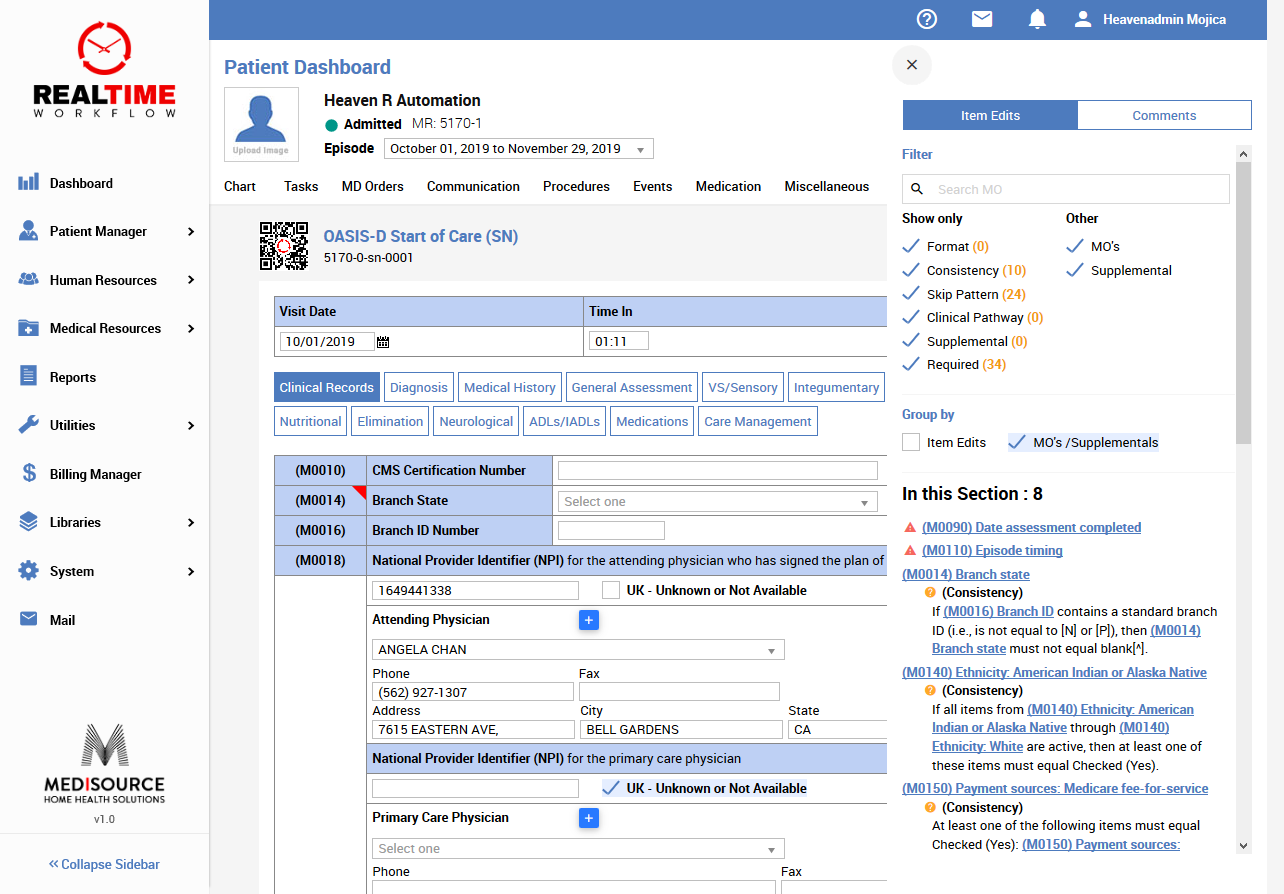 Heavenadmin Mojica
REALTIME
WORKFLOW
Dashboard
Patient Manager
Human Resources
Medical Resources
Reports
Utilities
Billing Manager
Libraries
System
Mail
MEDISOURCE
HOME HEALTH SOLUTIONS
v1.0
Collapse Sidebar
Patient Dashboard
Upload Image
Heaven R Automation
Admitted MR: 5170-1
Episode October 01, 2019 to November 29, 2019
Chart Tasks MD Orders Communication Procedures Events Medication Miscellaneous
OASIS-D Start of Care (SN)
5170-0-sn-0001
Visit Date Time In
10/01/2019 01:11
Clinical Records Diagnosis Medical History General Assessment VS/Sensory Integumentary
Nutritional Elimination Neurological ADLs/IADLs Medications Care Management
(M0010) CMS Certification Number
(M0014) Branch State Select one
(M0016) Branch ID Number
(M0018) National Provider Identifier (NPI) for the attending physician who has signed the plan of
1649441338 UK - Unknown or Not Available
Attending Physician +
ANGELA CHAN
Phone Fax
(562) 927-1307
Address City State
7615 EASTERN AVE, BELL GARDENS CA
National Provider Identifier (NPI) for the primary care physician
UK - Unknown or Not Available
Primary Care Physician +
Select one
Phone Fax
Item Edits Comments
Filter
Search MO
Show only Other
Format (0) MO's
Consistency (10) Supplemental
Skip Pattern (24)
Clinical Pathway (0)
Supplemental (0)
Required (34)
Group by
Item Edits MO's /Supplementals
In this Section : 8
(M0090) Date assessment completed
(M0110) Episode timing
(M0014) Branch state
(Consistency)
If (M0016) Branch ID contains a standard branch
ID (i.e., is not equal to [N] or [P]), then (M0014)
Branch state must not equal blank[^].
(M0140) Ethnicity: American Indian or Alaska Native
(Consistency)
If all items from (M0140) Ethnicity: American
Indian or Alaska Native through (M0140)
Ethnicity: White are active, then at least one of
these items must equal Checked (Yes).
(M0150) Payment sources: Medicare fee-for-service
(Consistency)
At least one of the following items must equal
Checked (Yes): (M0150) Payment sources: